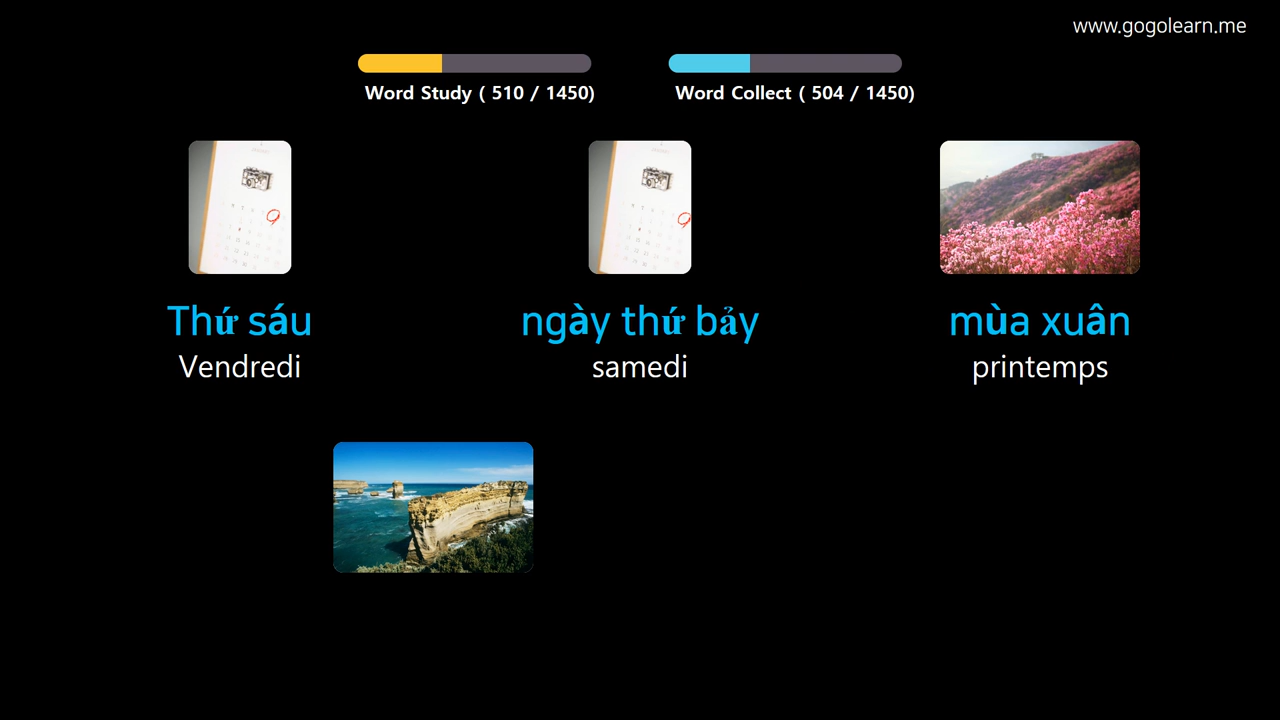 www.gogolearn.me
Word Study ( 510 / 1450)
Word Collect ( 504 / 1450)
Thứ sáu
Vendredi
ngày thứ bảy
samedi
mùa xuân
printemps